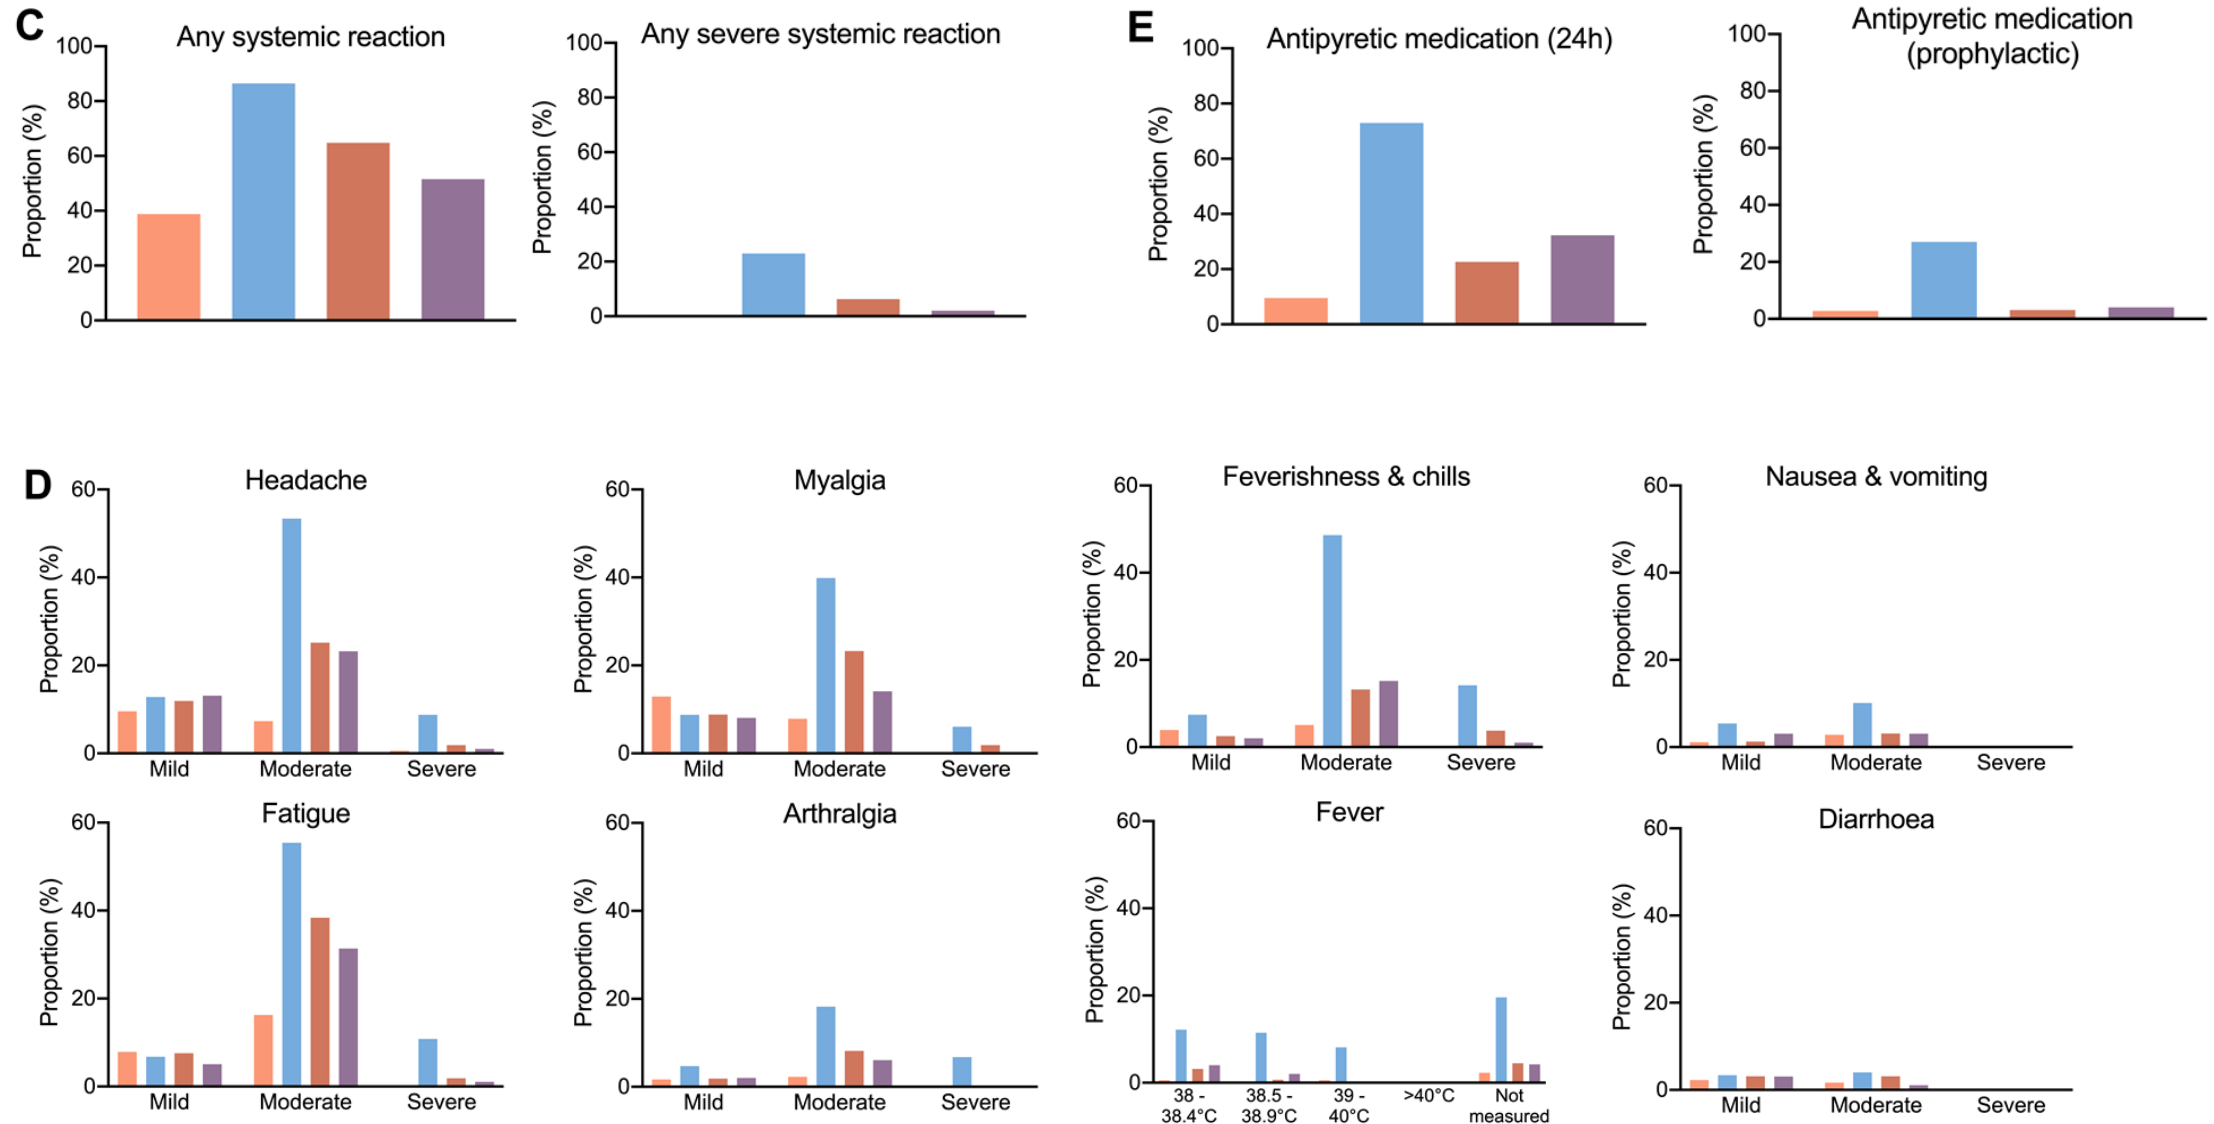 C
Any systemic reaction
Proportion (%)
100
80
60
40
20
0
Any severe systemic reaction
Proportion (%)
100
80
60
40
20
0
E
Antipyretic medication (24h)
Proportion (%)
100
80
60
40
20
0
Antipyretic medication
(prophylactic)
Proportion (%)
100
80
60
40
20
0
D
Headache
Proportion (%)
60
40
20
0
Mild Moderate Severe
Myalgia
Proportion (%)
60
40
20
0
Mild Moderate Severe
Feverishness & chills
Proportion (%)
60
40
20
0
Mild Moderate Severe
Nausea & vomiting
Proportion (%)
60
40
20
0
Mild Moderate Severe
Fatigue
Proportion (%)
60
40
20
0
Mild Moderate Severe
Arthralgia
Proportion (%)
60
40
20
0
Mild Moderate Severe
Fever
Proportion (%)
60
40
20
0
38 - 38.5 - 39 - >40°C Not
38.4°C 38.9°C 40°C measured
Diarrhoea
Proportion (%)
60
40
20
0
Mild Moderate Severe